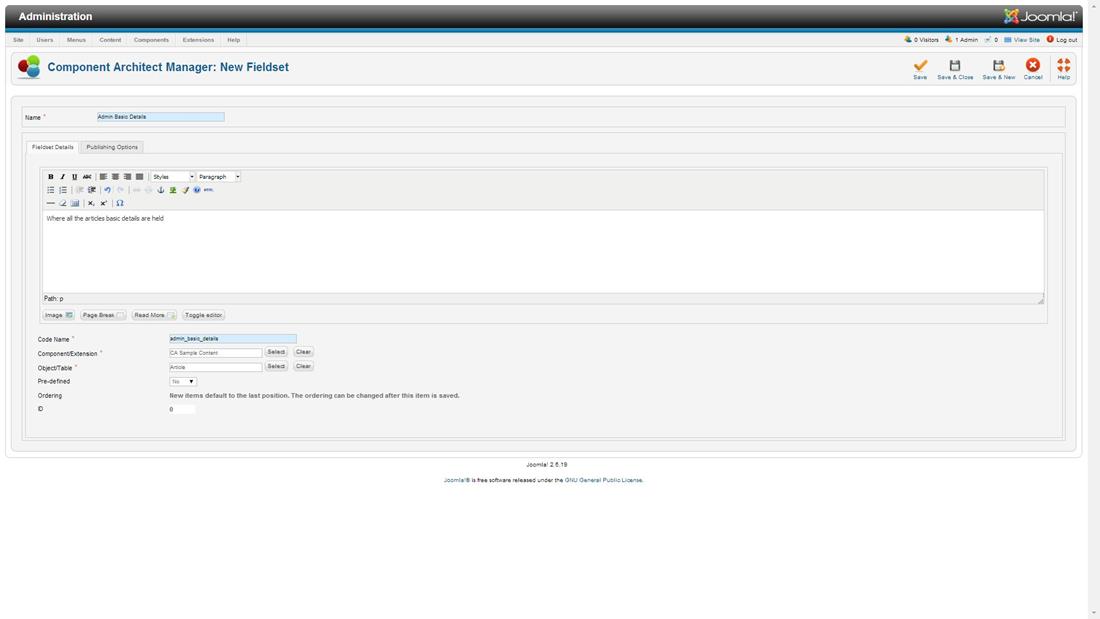 Administration
Joomla!®
Site Users Menus Content Components Extensions Help
0 Visitors 1 Admin 0 View Site Log out
Component Architect Manager: New Fieldset
Save Save & Close Save & New Cancel Help
Name * Admin Basic Details
Fieldset Details Publishing Options
B I U ABC Styles Paragraph
HTML
Where all the articles basic details are held
Path: p
Image Page Break Read More Toggle editor
Code Name * admin_basic_details
Component/Extension * CA Sample Content Select Clear
Object/Table * Article Select Clear
Pre-defined No
Ordering New items default to the last position. The ordering can be changed after this item is saved.
ID 0
Joomla! 2.5.19
Joomla!® is free software released under the GNU General Public License.